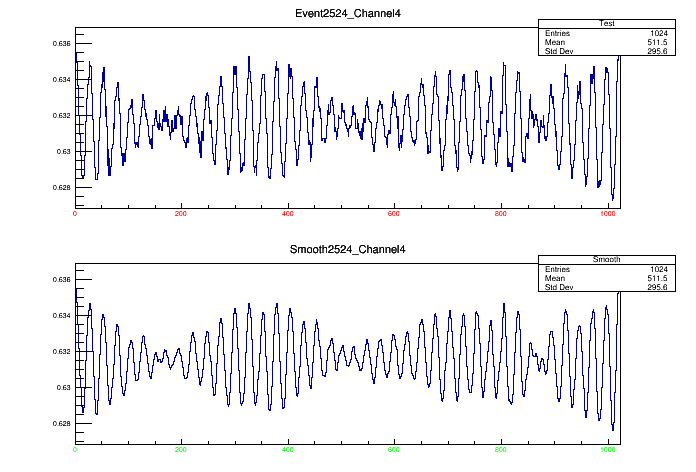 Event2524_Channel4
Test
Entries 1024
Mean 511.5
Std Dev 295.6
0.636
0.634
0.632
0.63
0.628
0 200 400 600 800 1000
Smooth2524_Channel4
Smooth
Entries 1024
Mean 511.5
Std Dev 295.6
0.636
0.634
0.632
0.63
0.628
0 200 400 600 800 1000